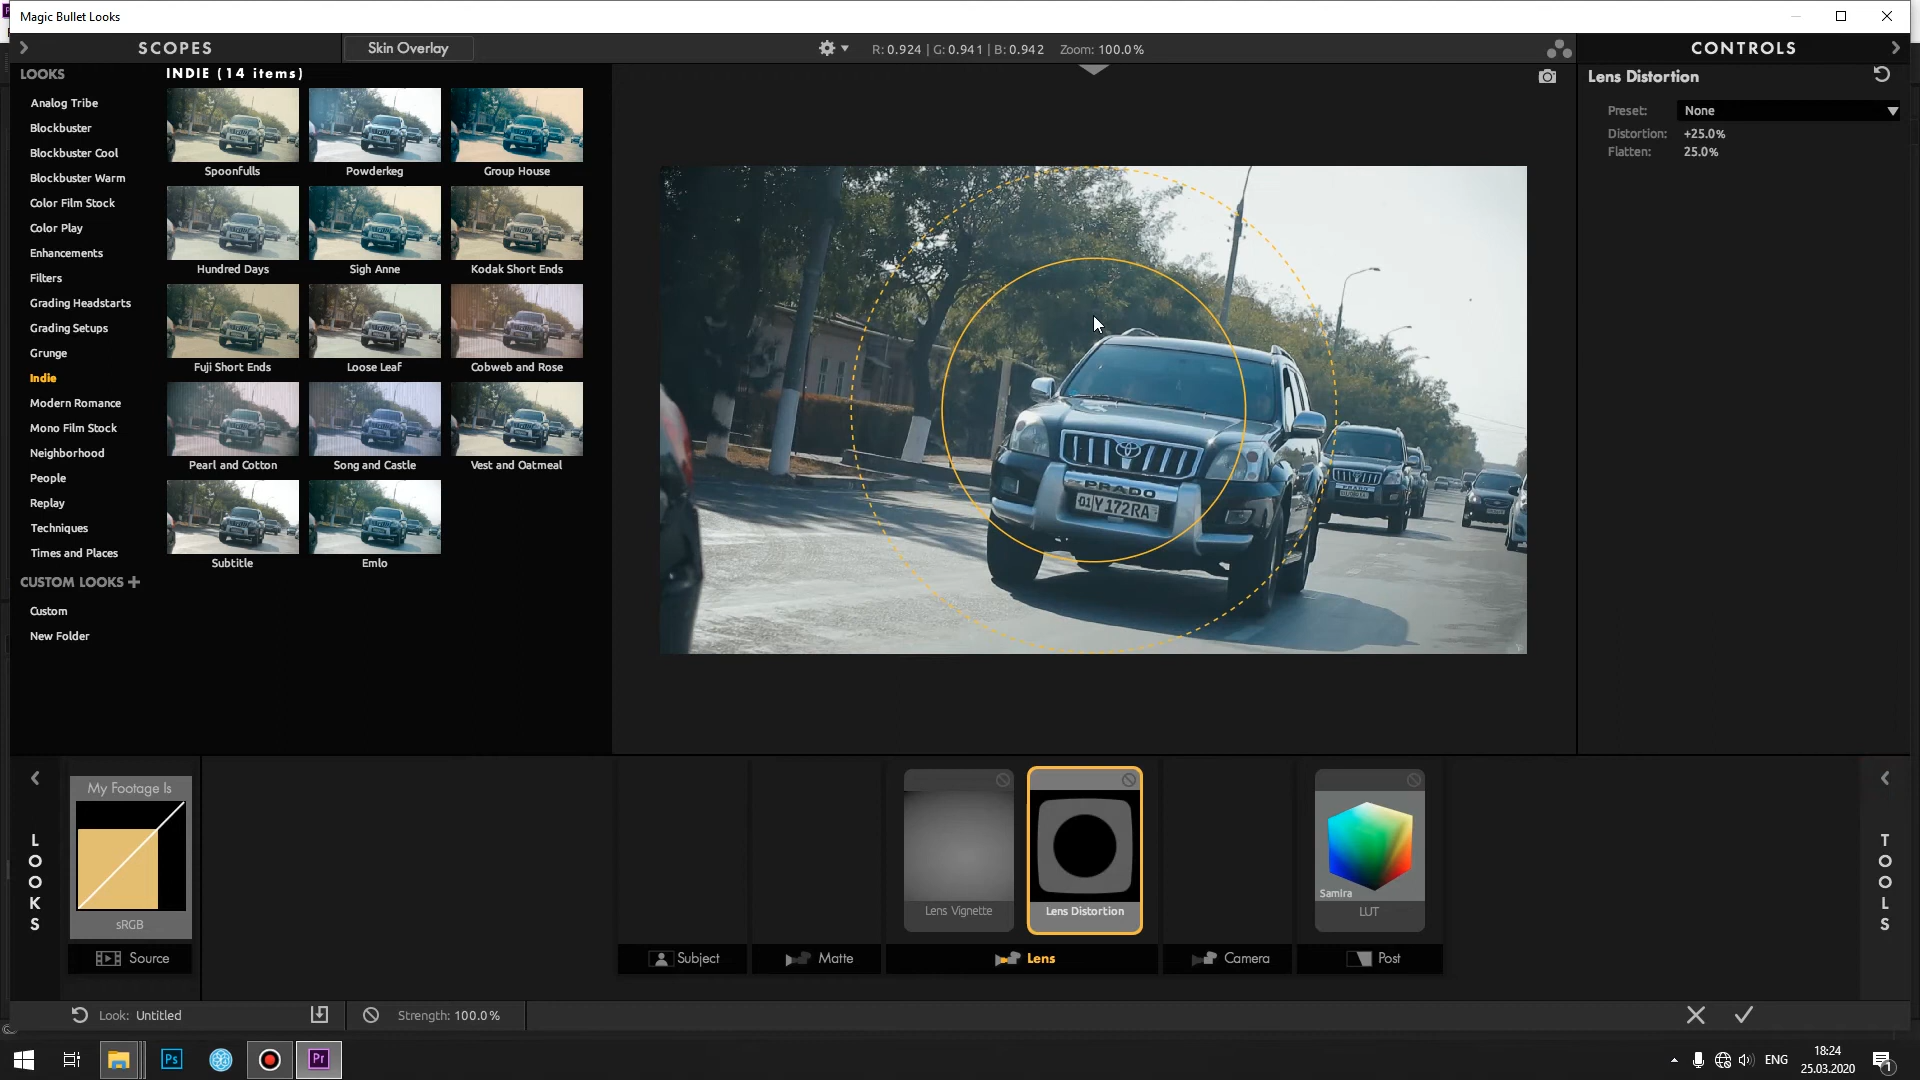 Magic Bullet Looks
SCOPES
Skin Overlay
R: 0.924 | G: 0.941 | B: 0.942
Zoom: 100.0%
CONTROLS
LOOKS
Analog Tribe
Blockbuster
Blockbuster Cool
Blockbuster Warm
Color Film Stock
Color Play
Enhancements
Filters
Grading Headstarts
Grading Setups
Grunge
Indie
Modern Romance
Mono Film Stock
Neighborhood
People
Replay
Techniques
Times and Places
CUSTOM LOOKS +
Custom
New Folder
INDIE (14 items)
Spoonfulls
Powderkeg
Group House
Hundred Days
Sigh Anne
Kodak Short Ends
Fuji Short Ends
Loose Leaf
Cobweb and Rose
Pearl and Cotton
Song and Castle
Vest and Oatmeal
Subtitle
Emlo
PRADO
01 Y 172 RA
PRADO
Lens Distortion
Preset: None
Distortion: +25.0%
Flatten: 25.0%
LOOKS
My Footage Is
sRGB
Source
Lens Vignette
Lens Distortion
Samira
LUT
Subject
Matte
Lens
Camera
Post
TOOLS
Look: Untitled
Strength: 100.0%
Ps
Pr
ENG
18:24
25.03.2020
1